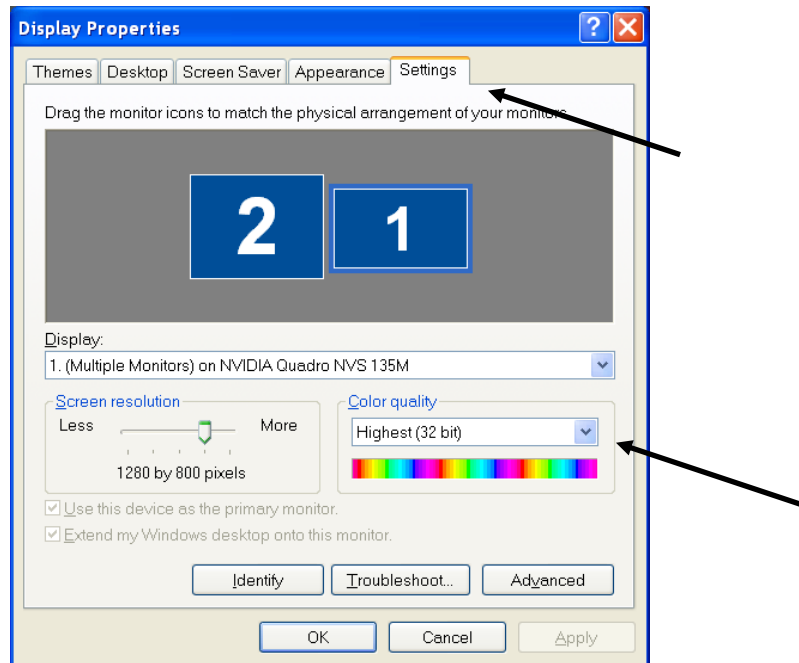 Display Properties
Themes Desktop Screen Saver Appearance Settings
Drag the monitor icons to match the physical arrangement of your monitors.
2 1
Display:
1. (Multiple Monitors) on NVIDIA Quadro NVS 135M
Screen resolution Color quality
Less More Highest (32 bit)
1280 by 800 pixels
Use this device as the primary monitor.
Extend my Windows desktop onto this monitor.
Identify Troubleshoot... Advanced
OK Cancel Apply